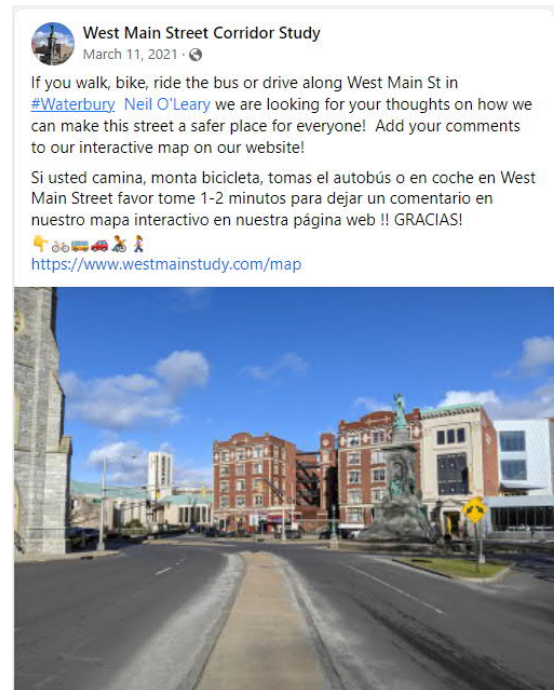 West Main Street Corridor Study
March 11, 2021 ·
If you walk, bike, ride the bus or drive along West Main St in
#Waterbury Neil O'Leary we are looking for your thoughts on how we
can make this street a safer place for everyone! Add your comments
to our interactive map on our website!
Si usted camina, monta bicicleta, tomas el autobús o en coche en West
Main Street favor tome 1-2 minutos para dejar un comentario en
nuestro mapa interactivo en nuestra página web !! GRACIAS!
👇🚲🚌🚗👨‍🦽🚶
https://www.westmainstudy.com/map